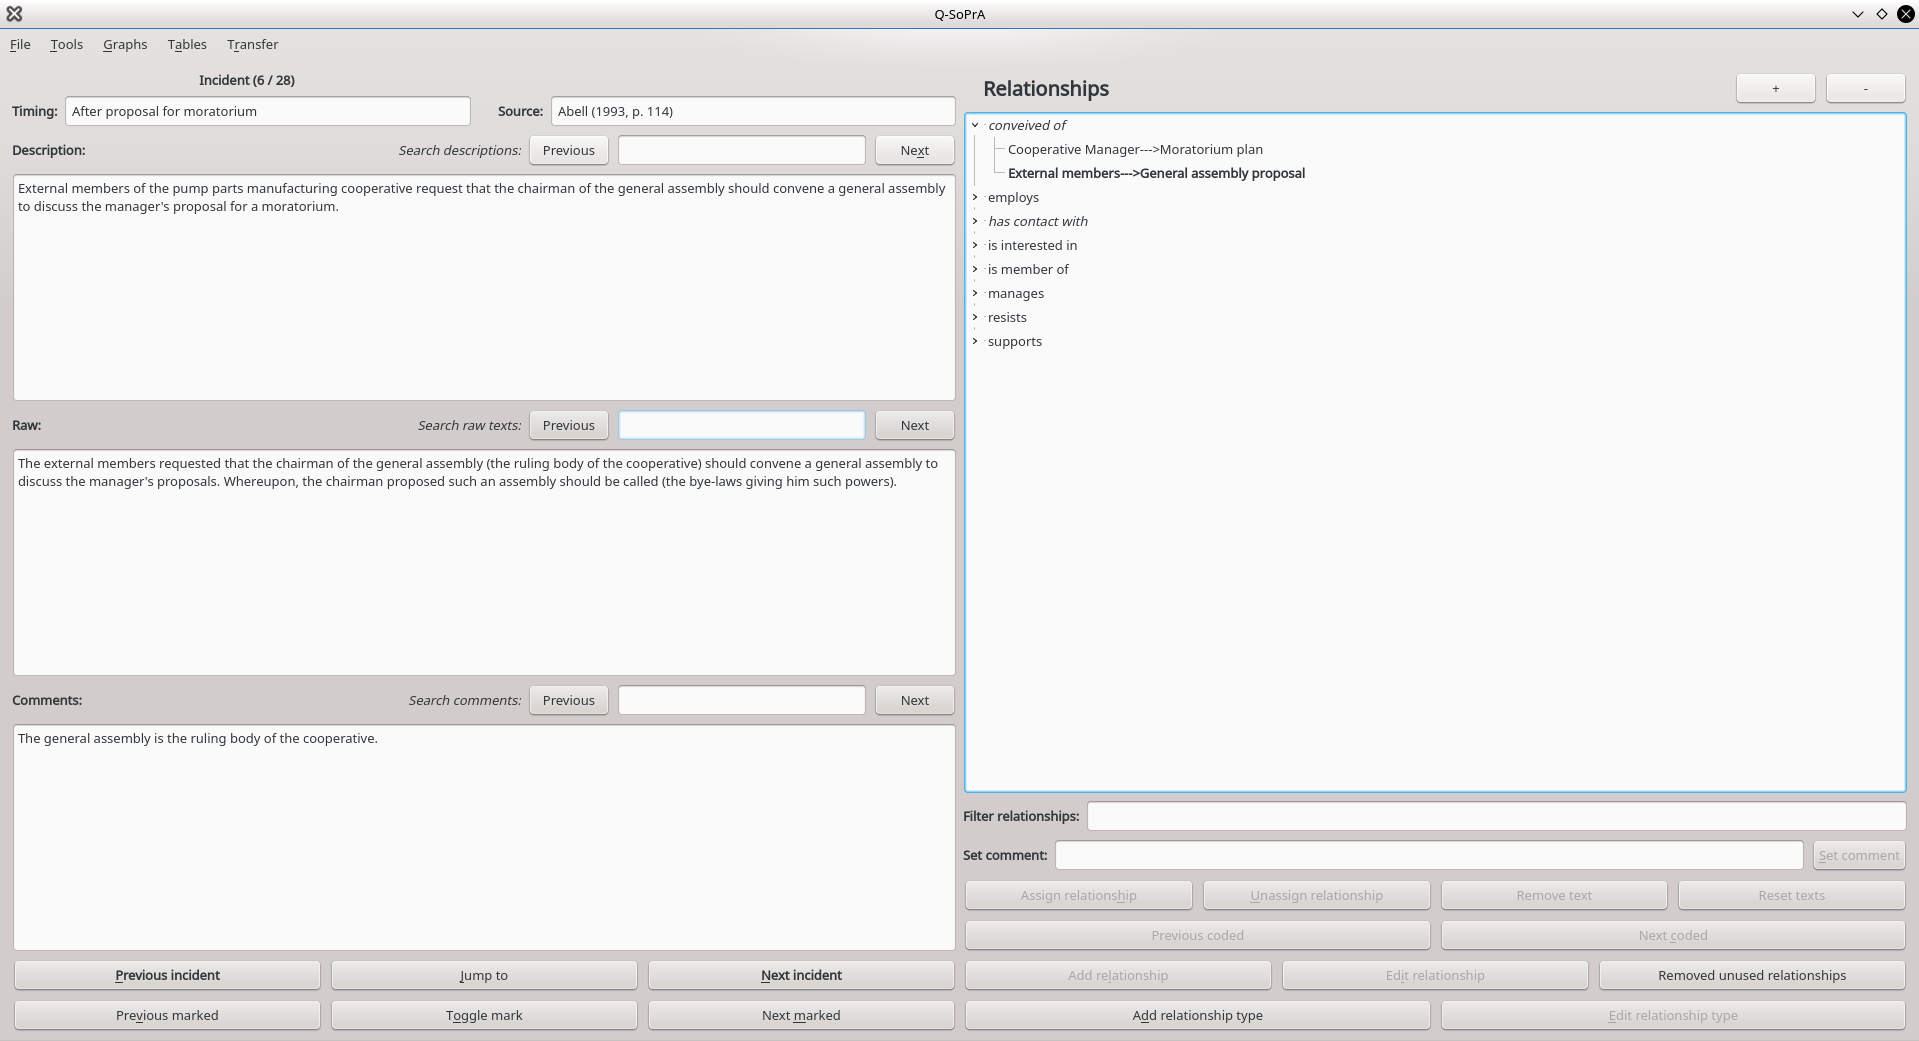 Q-SoPrA
File Tools Graphs Tables Transfer
Incident (6 / 28)
Timing: After proposal for moratorium Source: Abell (1993, p. 114)
Description: Search descriptions: Previous Next
External members of the pump parts manufacturing cooperative request that the chairman of the general assembly should convene a general assembly
to discuss the manager's proposal for a moratorium.
Raw: Search raw texts: Previous Next
The external members requested that the chairman of the general assembly (the ruling body of the cooperative) should convene a general assembly to
discuss the manager's proposals. Whereupon, the chairman proposed such an assembly should be called (the bye-laws giving him such powers).
Comments: Search comments: Previous Next
The general assembly is the ruling body of the cooperative.
Previous incident Jump to Next incident
Previous marked Toggle mark Next marked
Relationships + -
conveived of
Cooperative Manager--->Moratorium plan
External members--->General assembly proposal
employs
has contact with
is interested in
is member of
manages
resists
supports
Filter relationships:
Set comment: Set comment
Assign relationship Unassign relationship Remove text Reset texts
Previous coded Next coded
Add relationship Edit relationship Removed unused relationships
Add relationship type Edit relationship type